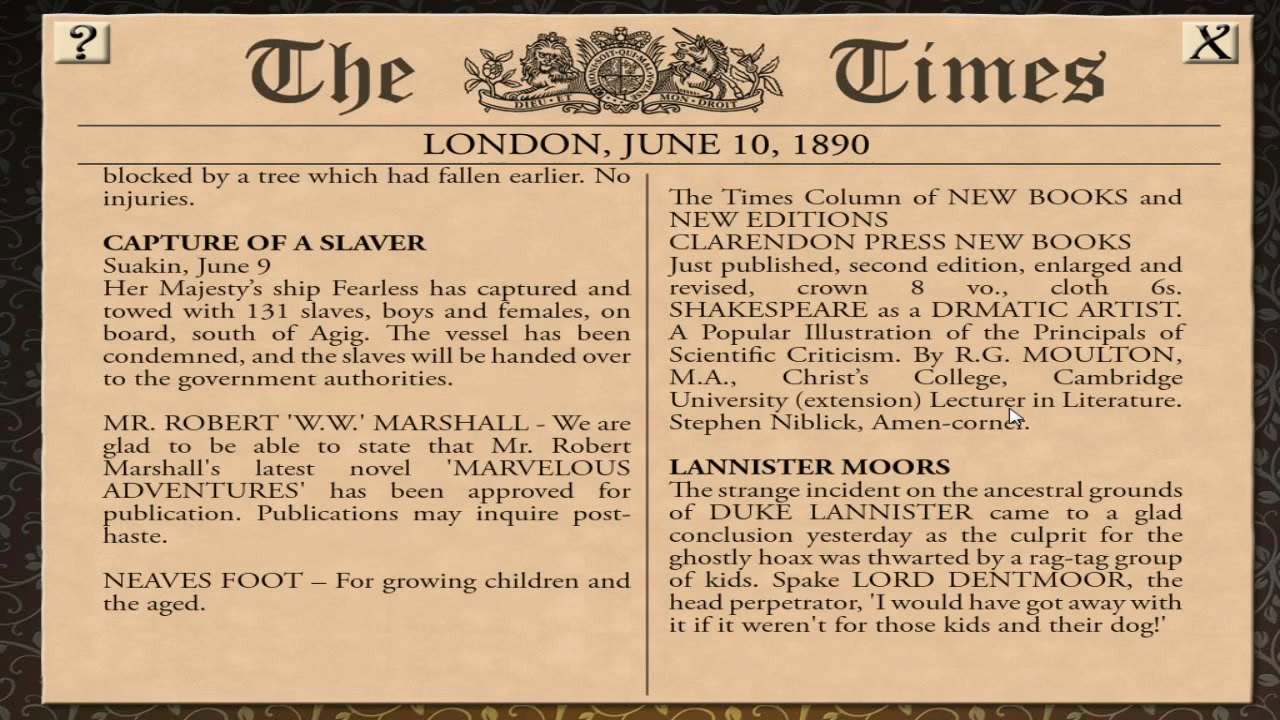 ?
The Times
X
DIEU · ET MON · DROIT
LONDON, JUNE 10, 1890
blocked by a tree which had fallen earlier. No
injuries.
CAPTURE OF A SLAVER
Suakin, June 9
Her Majesty's ship Fearless has captured and
towed with 131 slaves, boys and females, on
board, south of Agig. The vessel has been
condemned, and the slaves will be handed over
to the government authorities.
MR. ROBERT 'W.W.' MARSHALL - We are
glad to be able to state that Mr. Robert
Marshall's latest novel 'MARVELOUS
ADVENTURES' has been approved for
publication. Publications may inquire post-
haste.
NEAVES FOOT – For growing children and
the aged.
The Times Column of NEW BOOKS and
NEW EDITIONS
CLARENDON PRESS NEW BOOKS
Just published, second edition, enlarged and
revised, crown 8 vo., cloth 6s.
SHAKESPEARE as a DRMATIC ARTIST.
A Popular Illustration of the Principals of
Scientific Criticism. By R.G. MOULTON,
M.A., Christ's College, Cambridge
University (extension) Lecturer in Literature.
Stephen Niblick, Amen-corner.
LANNISTER MOORS
The strange incident on the ancestral grounds
of DUKE LANNISTER came to a glad
conclusion yesterday as the culprit for the
ghostly hoax was thwarted by a rag-tag group
of kids. Spake LORD DENTMOOR, the
head perpetrator, 'I would have got away with
it if it weren't for those kids and their dog!'